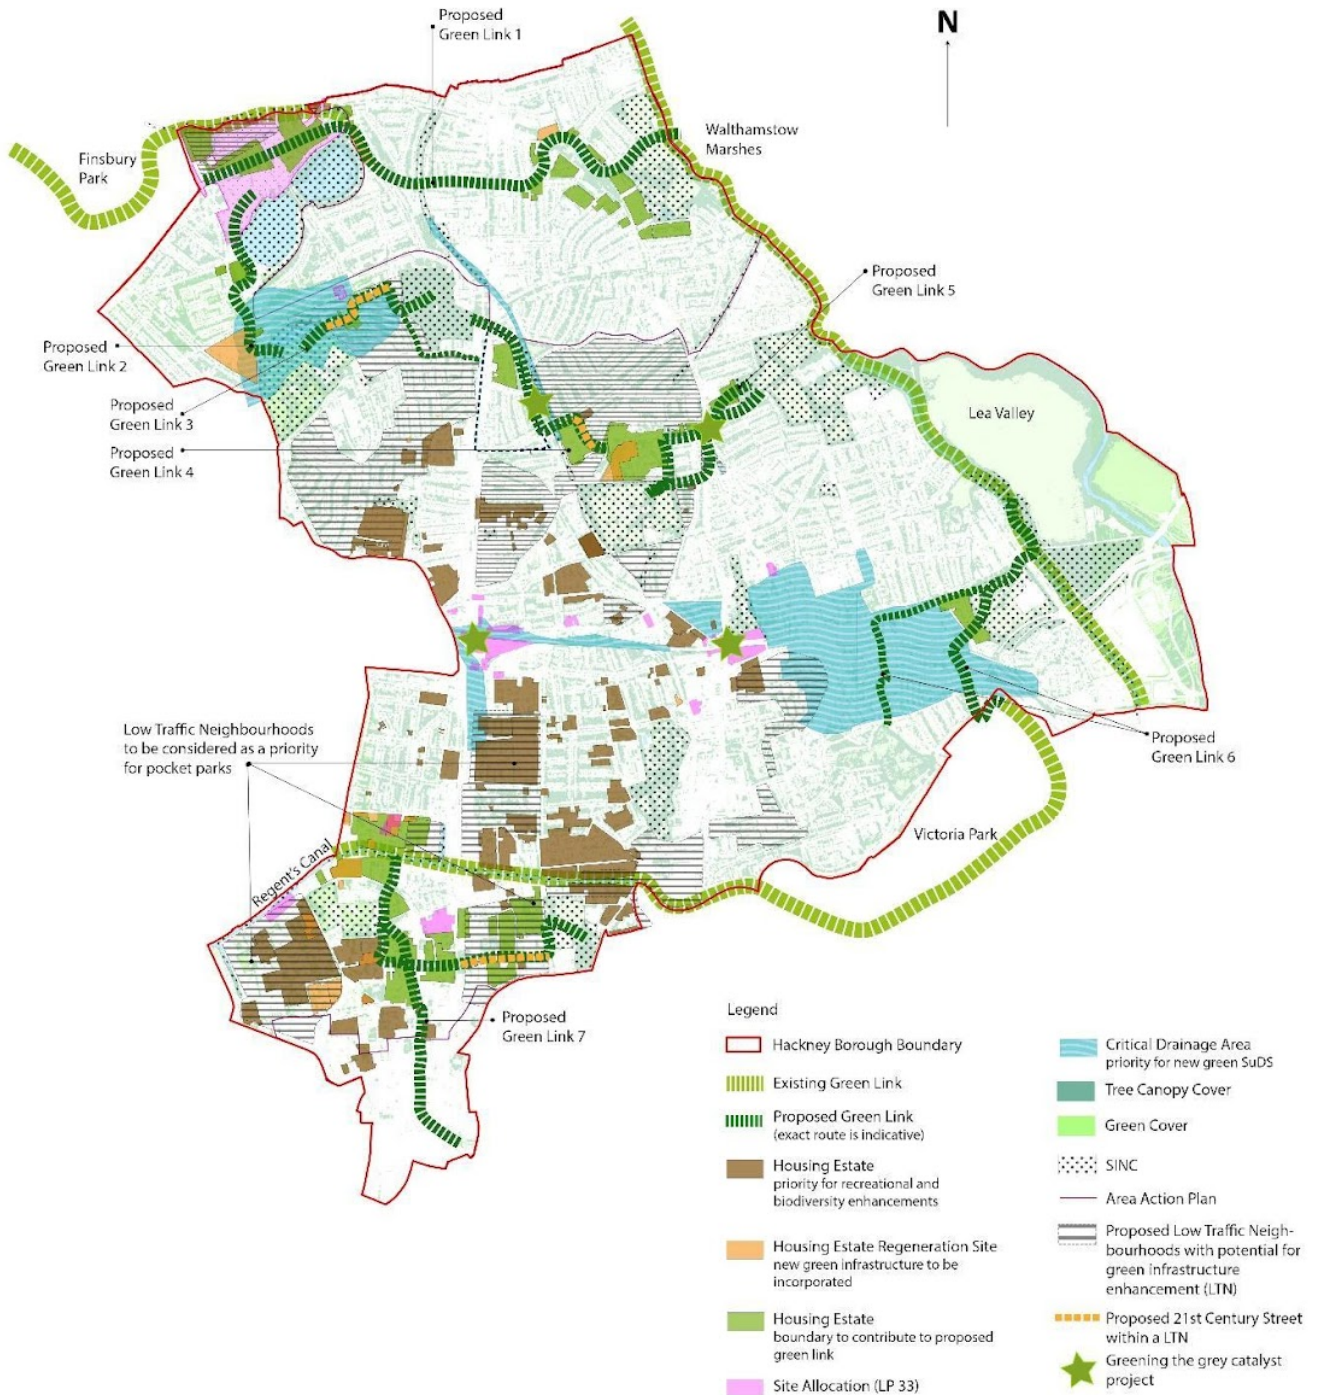 Proposed
Green Link 1
N
Walthamstow
Marshes
Finsbury
Park
Proposed
Green Link 5
Proposed
Green Link 2
Proposed
Green Link 3
Proposed
Green Link 4
Lea Valley
Low Traffic Neighbourhoods
to be considered as a priority
for pocket parks
Proposed
Green Link 6
Victoria Park
Regent's Canal
Proposed
Green Link 7
Legend
Hackney Borough Boundary
Existing Green Link
Proposed Green Link
(exact route is indicative)
Housing Estate
priority for recreational and
biodiversity enhancements
Housing Estate Regeneration Site
new green infrastructure to be
incorporated
Housing Estate
boundary to contribute to proposed
green link
Site Allocation (LP 33)
Critical Drainage Area
priority for new green SuDS
Tree Canopy Cover
Green Cover
SINC
Area Action Plan
Proposed Low Traffic Neigh-
bourhoods with potential for
green infrastructure
enhancement (LTN)
Proposed 21st Century Street
within a LTN
Greening the grey catalyst
project